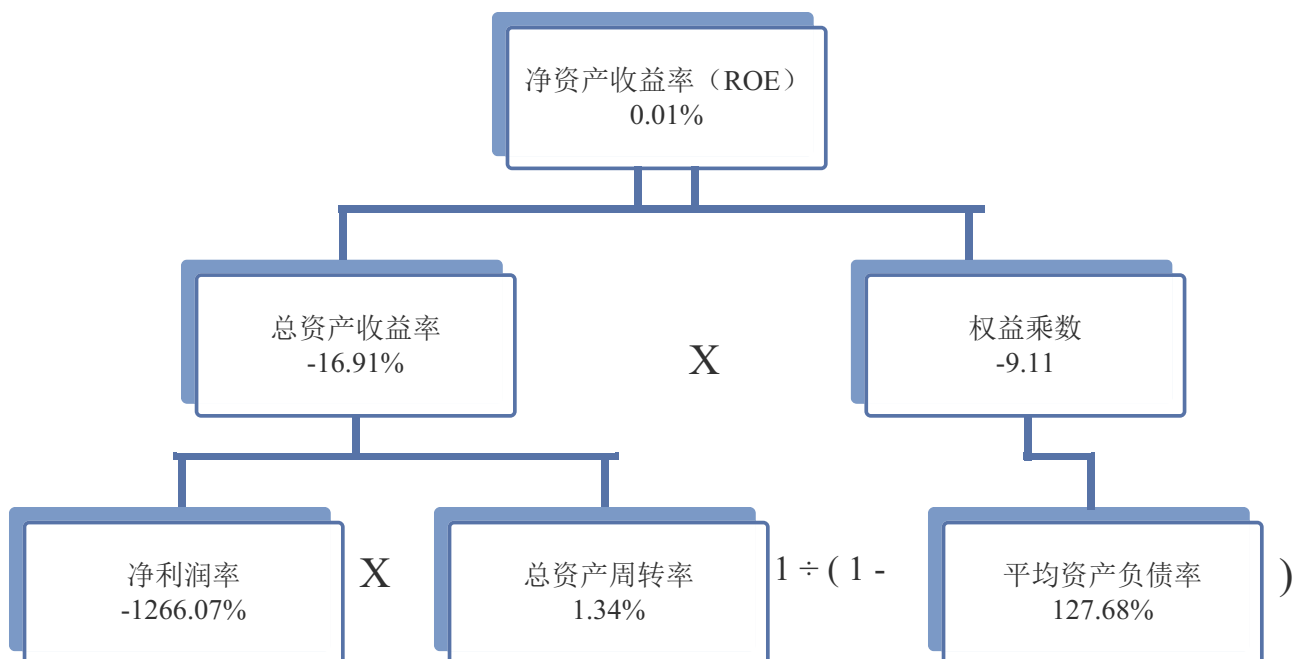 净资产收益率（ROE）
0.01%
总资产收益率
-16.91%
X
权益乘数
-9.11
净利润率
-1266.07%
X
总资产周转率
1.34%
1 ÷ ( 1 -
平均资产负债率
127.68%
)